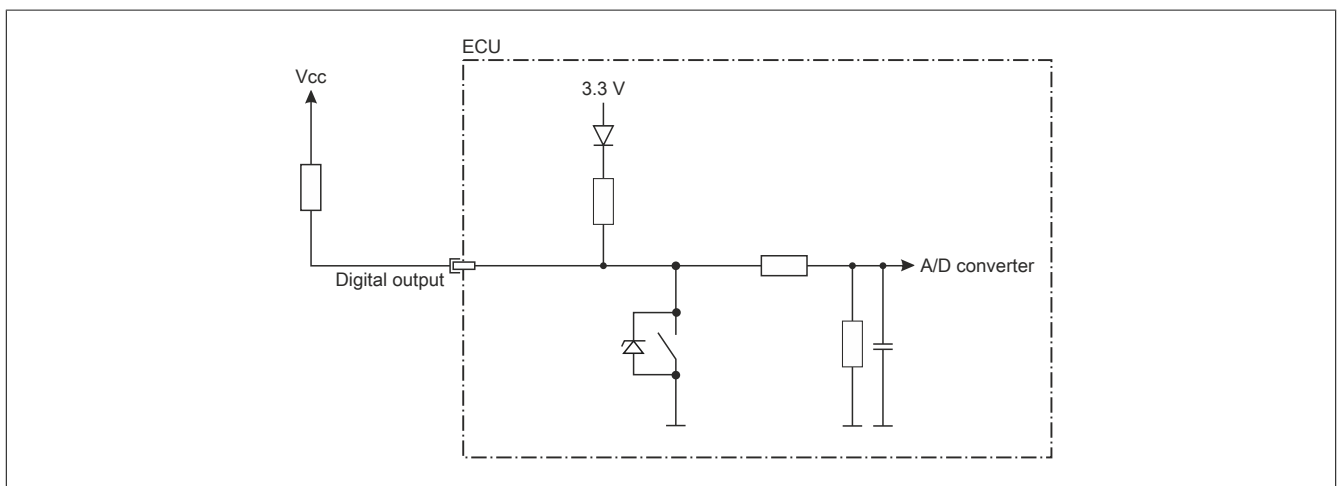 ECU
Vcc
3.3 V
Digital output
A/D converter